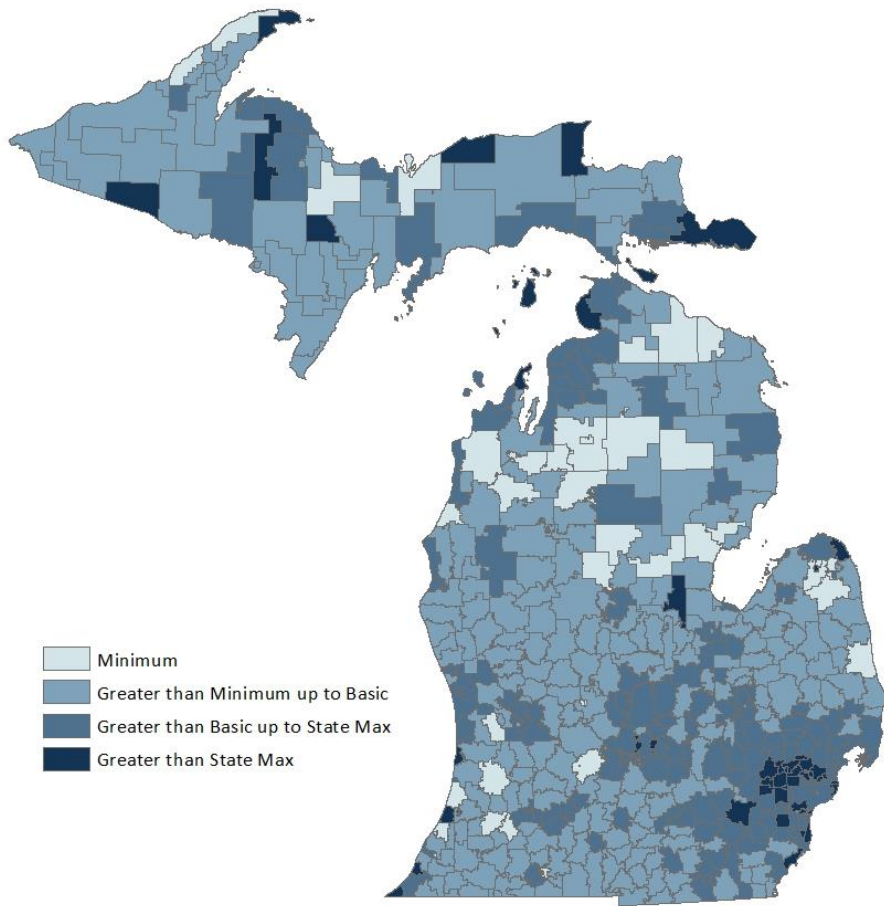 Minimum
Greater than Minimum up to Basic
Greater than Basic up to State Max
Greater than State Max